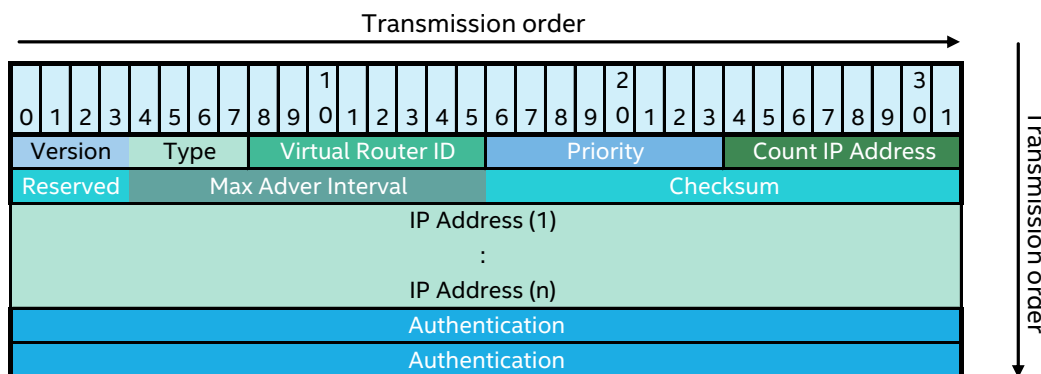 Transmission order
1 2 3
0 1 2 3 4 5 6 7 8 9 0 1 2 3 4 5 6 7 8 9 0 1 2 3 4 5 6 7 8 9 0 1
Version Type Virtual Router ID Priority Count IP Address
Reserved Max Adver Interval Checksum
IP Address (1)
:
IP Address (n)
Authentication
Authentication
Transmission order